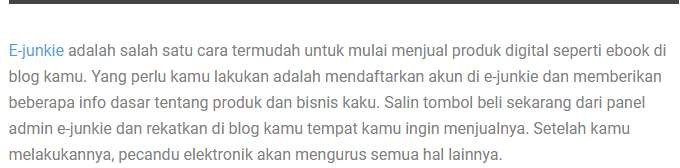 E-junkie adalah salah satu cara termudah untuk mulai menjual produk digital seperti ebook di
blog kamu. Yang perlu kamu lakukan adalah mendaftarkan akun di e-junkie dan memberikan
beberapa info dasar tentang produk dan bisnis kaku. Salin tombol beli sekarang dari panel
admin e-junkie dan rekatkan di blog kamu tempat kamu ingin menjualnya. Setelah kamu
melakukannya, pecandu elektronik akan mengurus semua hal lainnya.